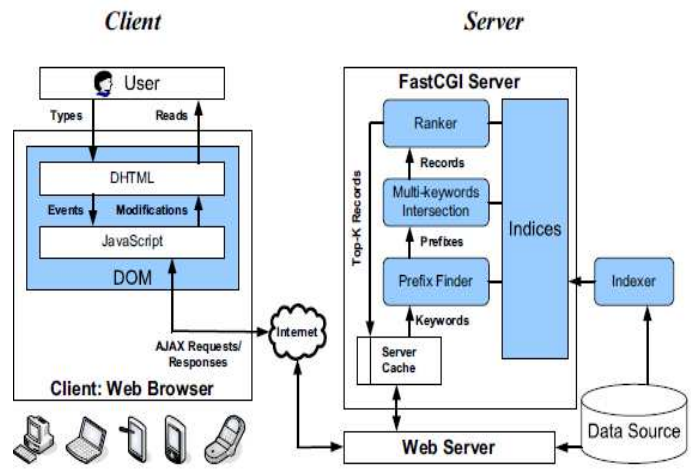 Client
Server
User
Types
Reads
DHTML
Events
Modifications
JavaScript
DOM
AJAX Requests/
Responses
Client: Web Browser
Internet
FastCGI Server
Ranker
Records
Multi-keywords
Intersection
Prefixes
Prefix Finder
Keywords
Top-K Records
Server
Cache
Indices
Indexer
Data Source
Web Server